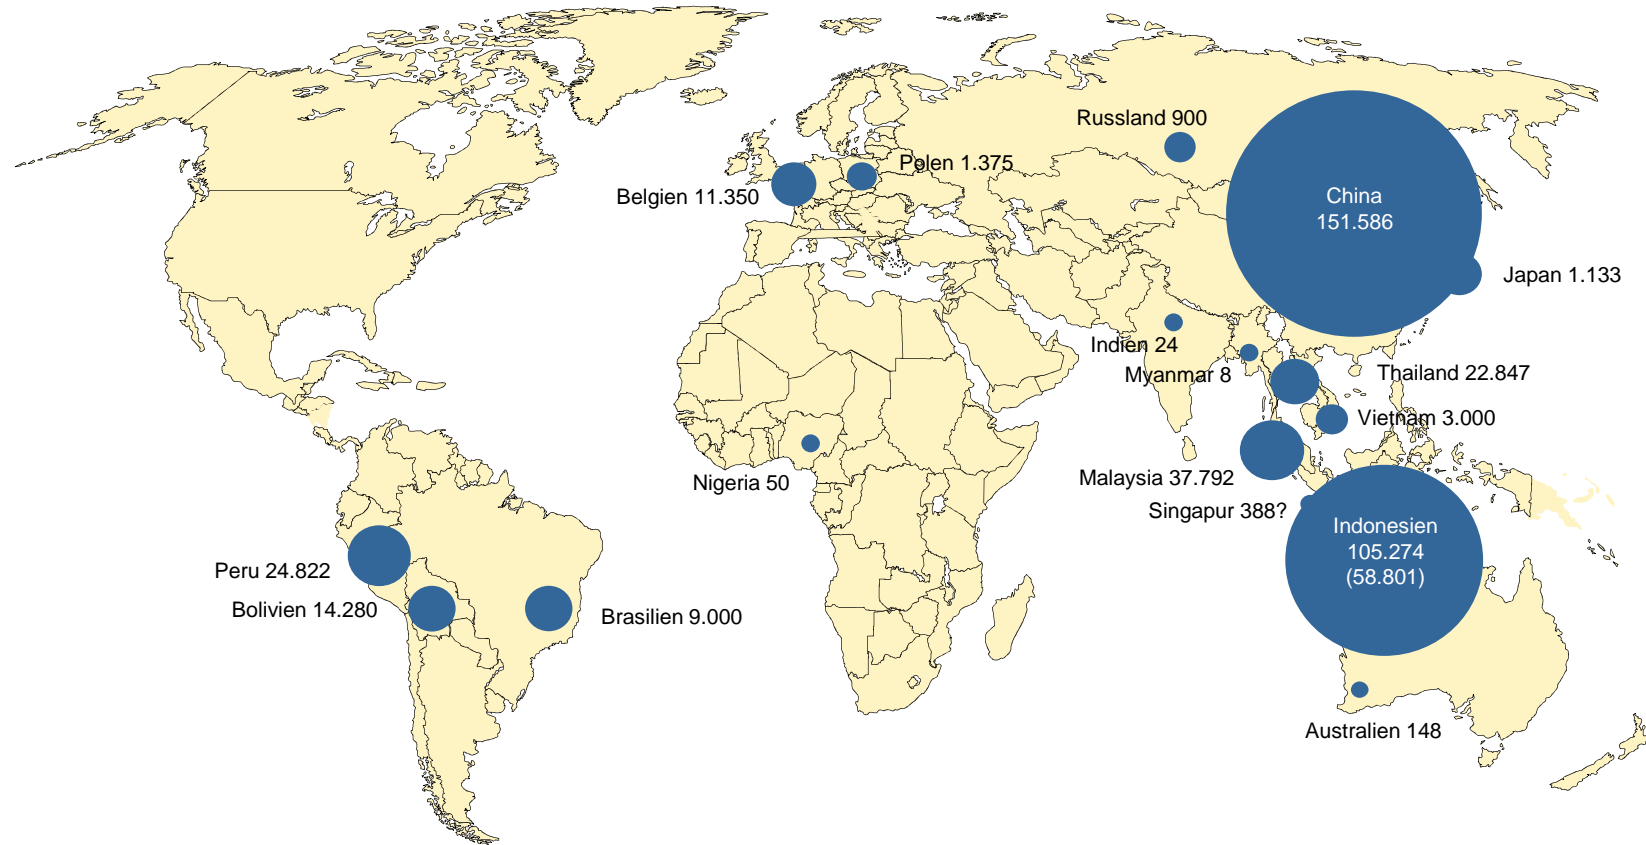 Russland 900
Polen 1.375
Belgien 11.350
China
151.586
Japan 1.133
Indien 24
Myanmar 8
Thailand 22.847
Vietnam 3.000
Nigeria 50
Malaysia 37.792
Singapur 388?
Indonesien
105.274
(58.801)
Peru 24.822
Bolivien 14.280
Brasilien 9.000
Australien 148